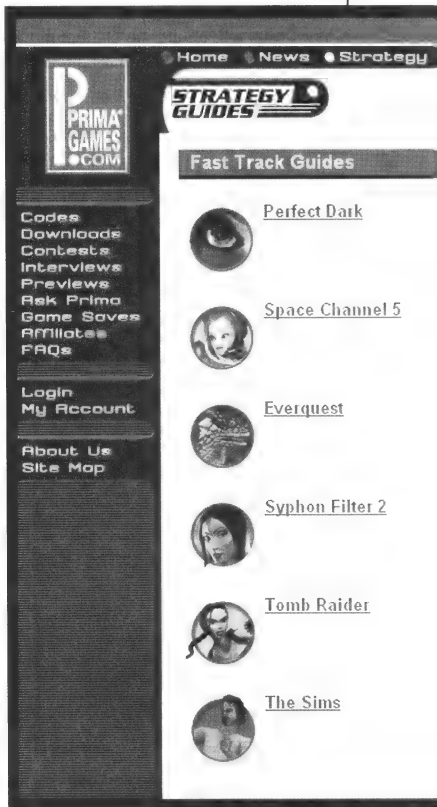 Home News Strategy
PRIMA
GAMES
.COM
STRATEGY
GUIDES
Fast Track Guides
Codes
Downloads
Contests
Interviews
Previews
Ask Prima
Game Saves
Affiliates
FAQs
Login
My Account
About Us
Site Map
Perfect Dark
Space Channel 5
Everquest
Syphon Filter 2
Tomb Raider
The Sims